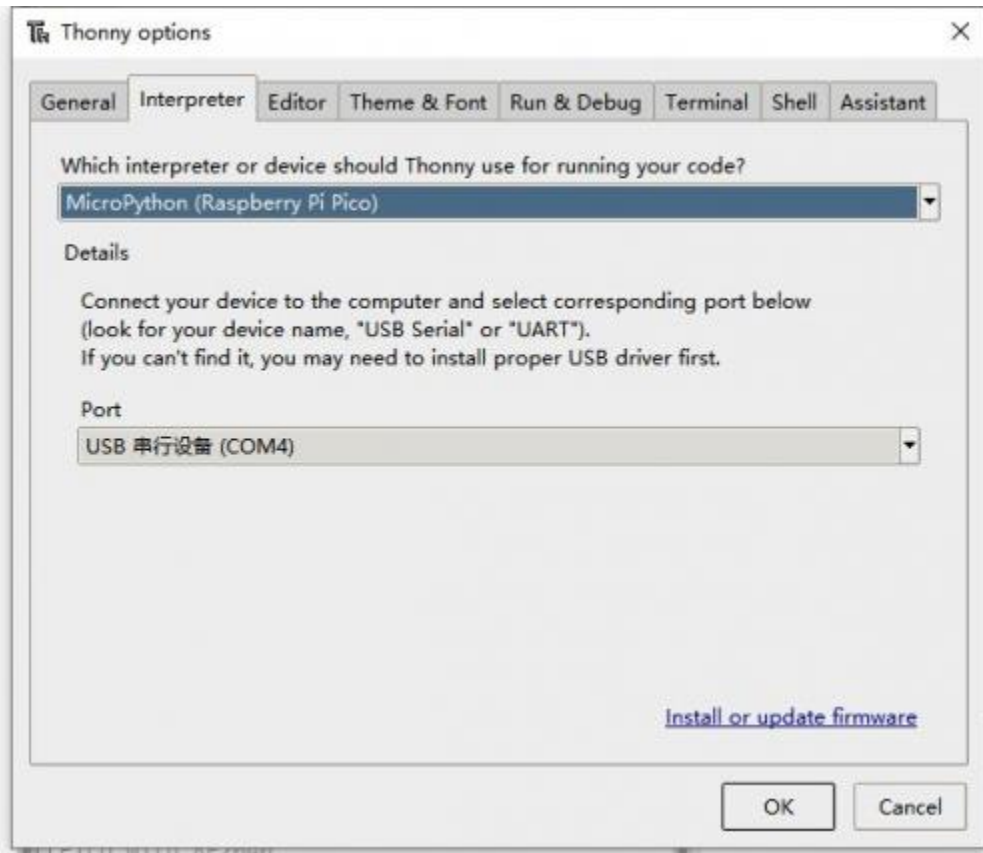 Thonny options
General Interpreter Editor Theme & Font Run & Debug Terminal Shell Assistant
Which interpreter or device should Thonny use for running your code?
MicroPython (Raspberry Pi Pico)
Details
Connect your device to the computer and select corresponding port below
(look for your device name, "USB Serial" or "UART").
If you can't find it, you may need to install proper USB driver first.
Port
USB 串行设备 (COM4)
Install or update firmware
OK Cancel